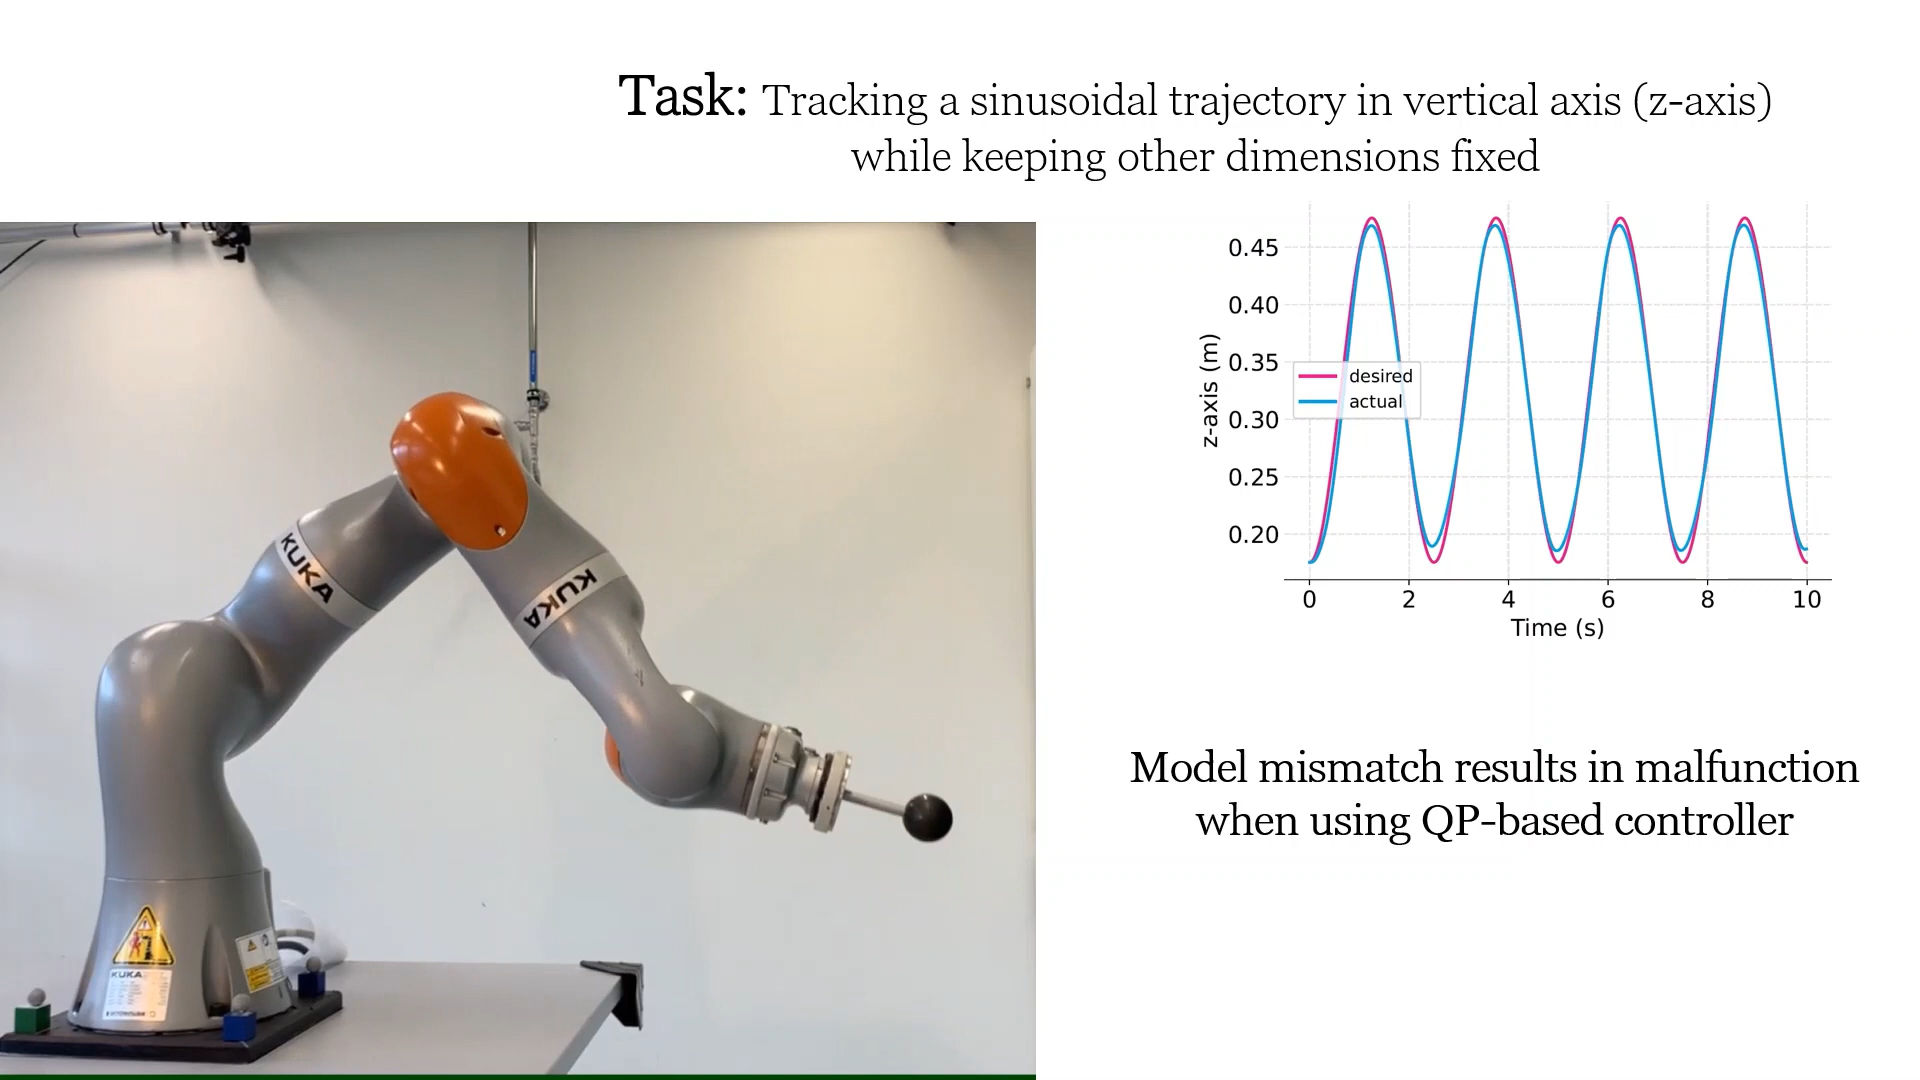 Task: Tracking a sinusoidal trajectory in vertical axis (z-axis)
while keeping other dimensions fixed
0.45
0.40
0.35
0.30
0.25
0.20
z-axis (m)
desired
actual
0 2 4 6 8 10
Time (s)
KUKA
KUKA
KUKA
Model mismatch results in malfunction
when using QP-based controller